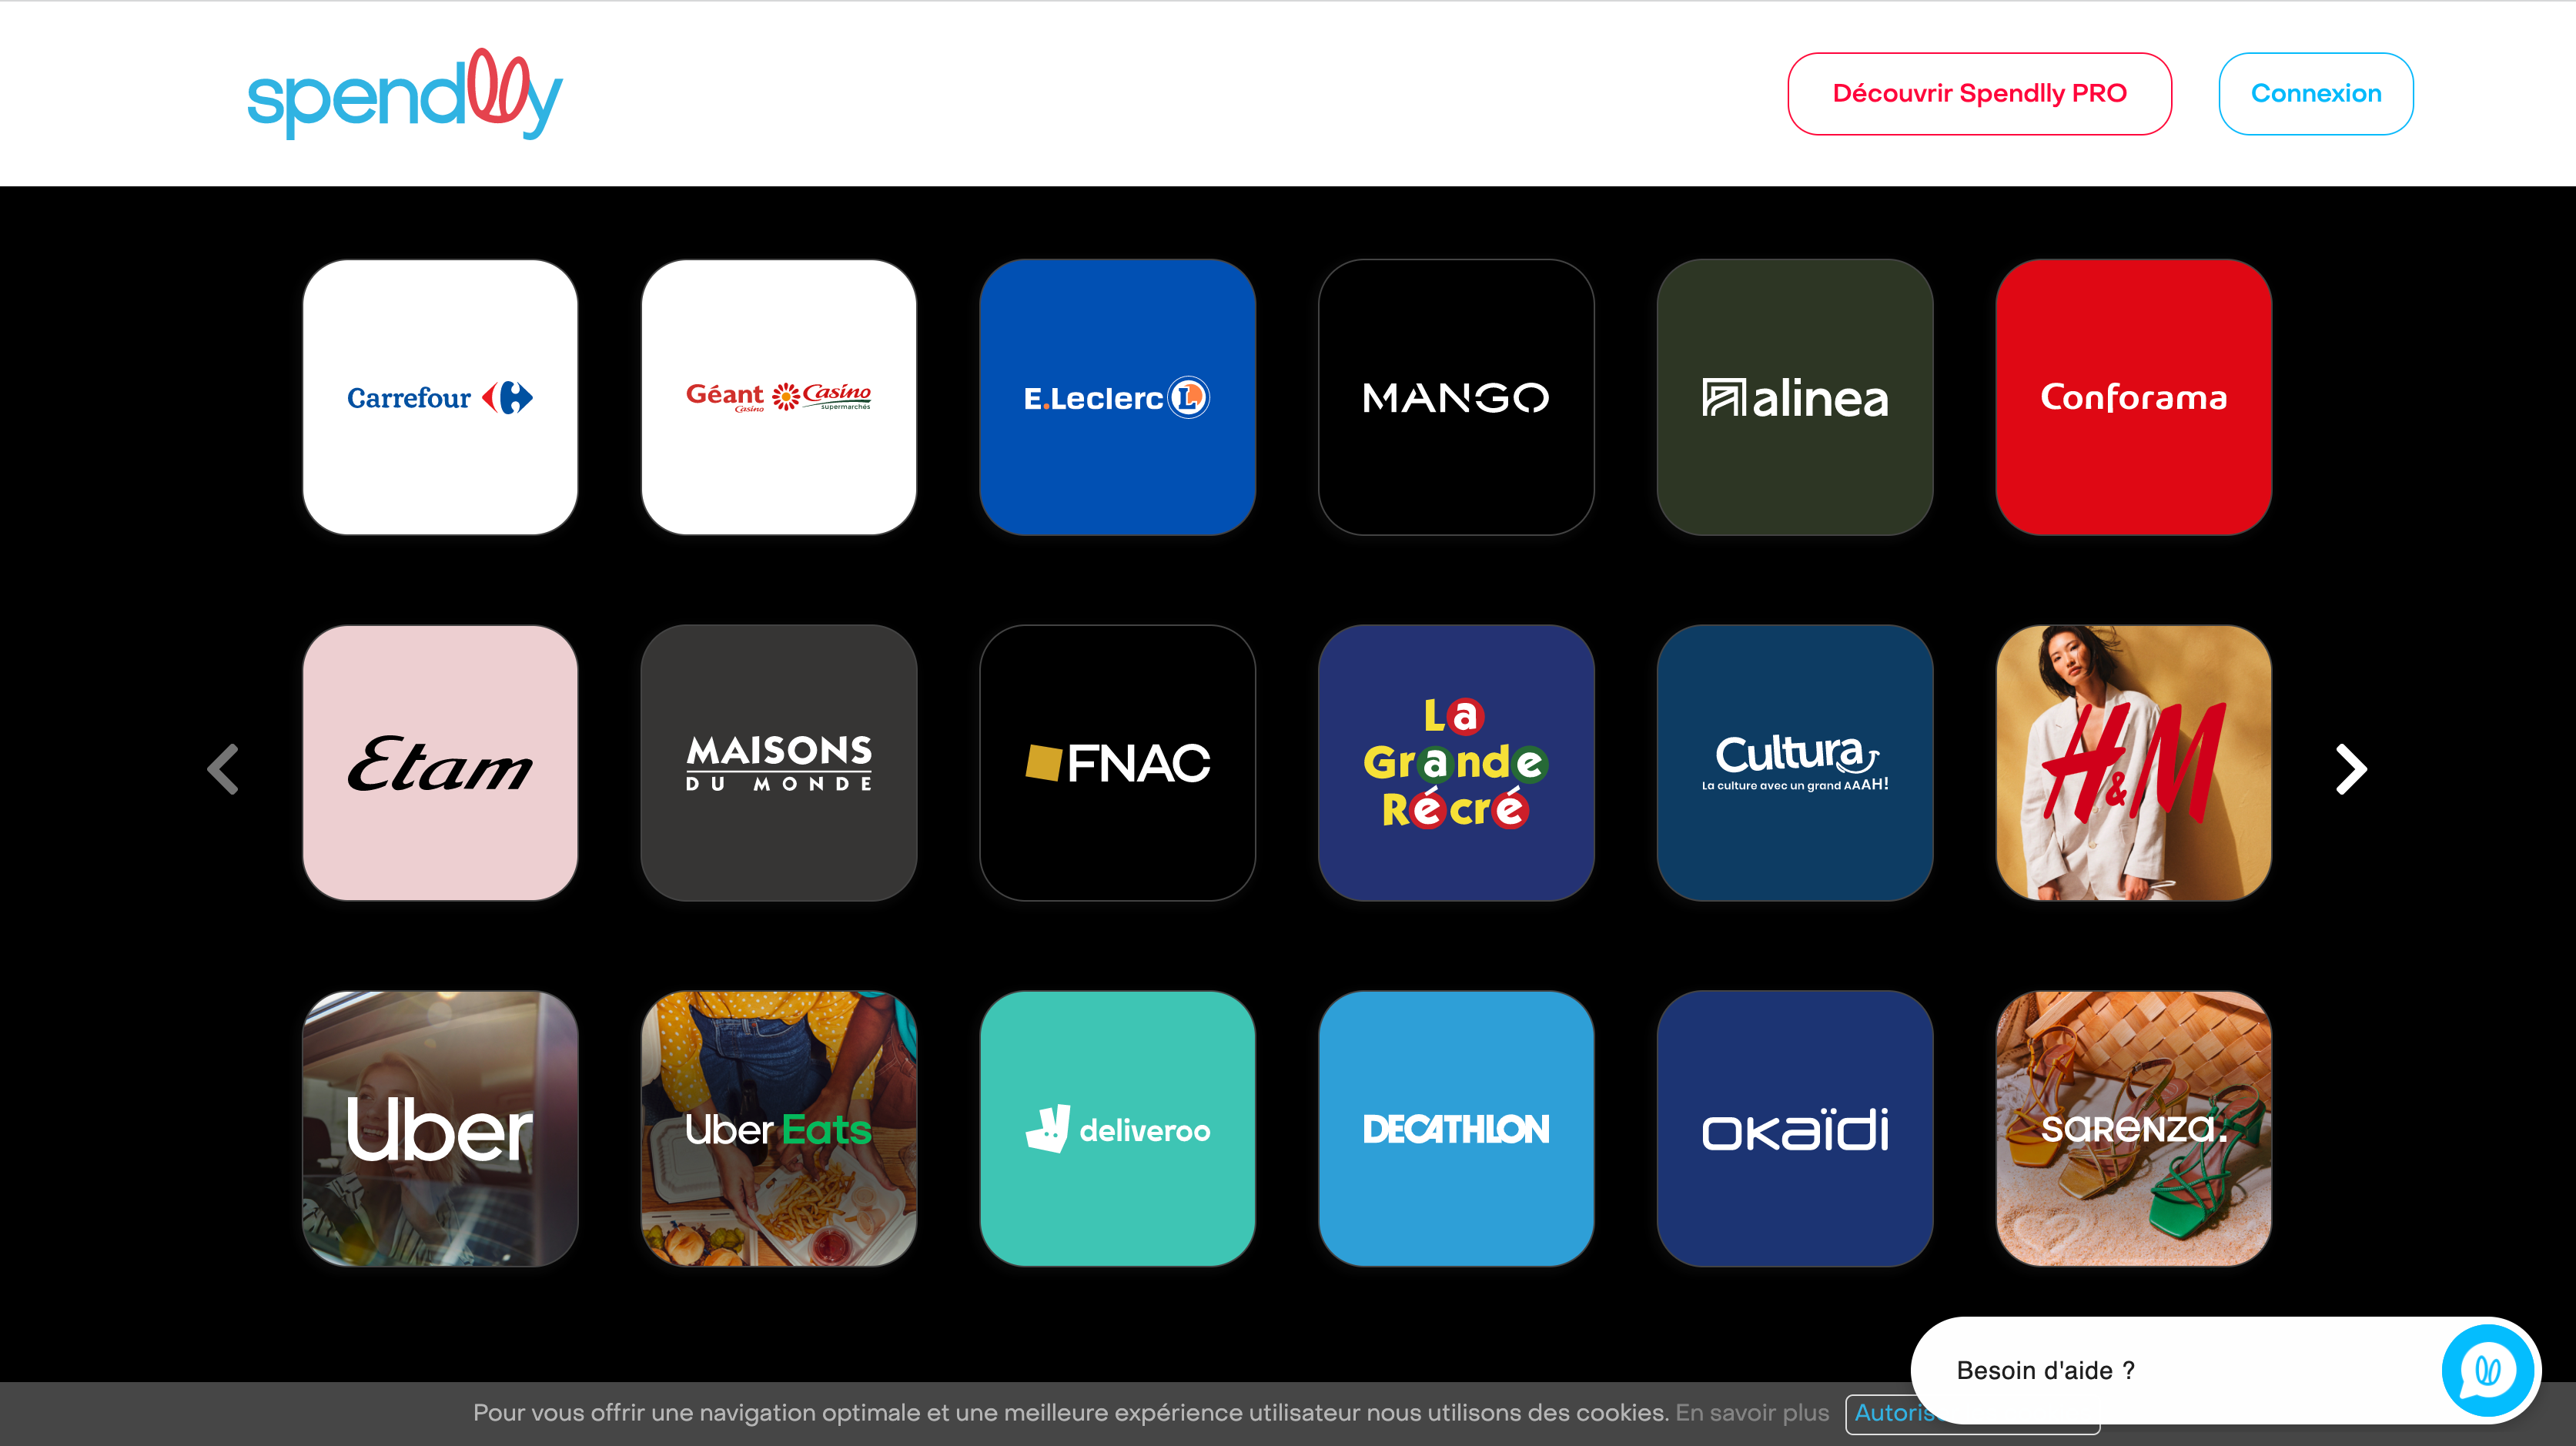 spendlly
Découvrir Spendlly PRO
Connexion
Carrefour
Géant Casino Casino supermarchés
E.Leclerc L
MANGO
alinea
Conforama
Etam
MAISONS
DU MONDE
FNAC
La
Grande
Récré
Cultura
La culture avec un grand AAAH!
H&M
Uber
Uber Eats
deliveroo
DECATHLON
okaïdi
sarenza.
Besoin d'aide ?
Pour vous offrir une navigation optimale et une meilleure expérience utilisateur nous utilisons des cookies. En savoir plus